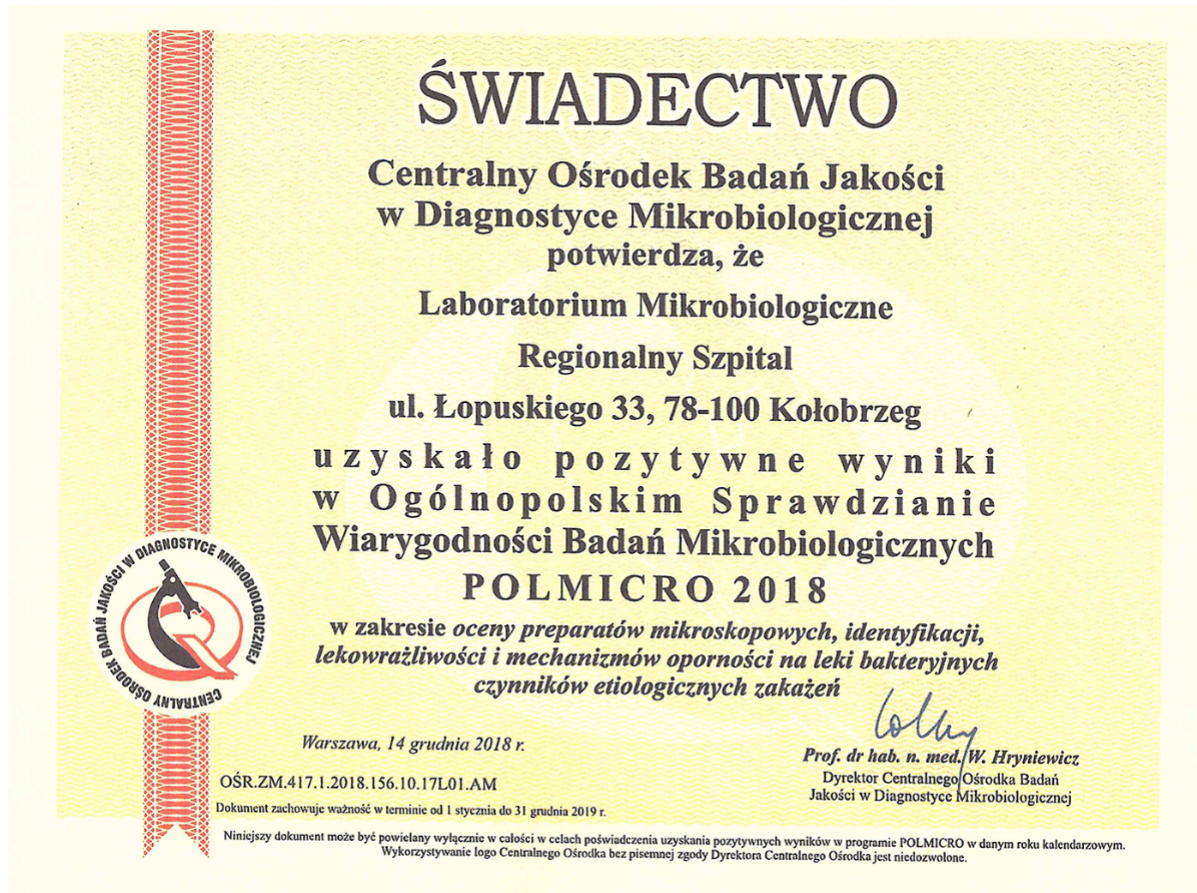 ŚWIADECTWO
Centralny Ośrodek Badań Jakości
w Diagnostyce Mikrobiologicznej
potwierdza, że
Laboratorium Mikrobiologiczne
Regionalny Szpital
ul. Łopuskiego 33, 78-100 Kołobrzeg
uzyskało pozytywne wyniki
w Ogólnopolskim Sprawdzianie
Wiarygodności Badań Mikrobiologicznych
POLMICRO 2018
w zakresie oceny preparatów mikroskopowych, identyfikacji,
lekowrażliwości i mechanizmów oporności na leki bakteryjnych
czynników etiologicznych zakażeń
CENTRALNY OŚRODEK BADAŃ JAKOŚCI W DIAGNOSTYCE MIKROBIOLOGICZNEJ
Warszawa, 14 grudnia 2018 r.
Prof. dr hab. n. med. W. Hryniewicz
Dyrektor Centralnego Ośrodka Badań
Jakości w Diagnostyce Mikrobiologicznej
OŚR.ZM.417.1.2018.156.10.17L01.AM
Dokument zachowuje ważność w terminie od 1 stycznia do 31 grudnia 2019 r.
Niniejszy dokument może być powielany wyłącznie w całości w celach poświadczenia uzyskania pozytywnych wyników w programie POLMICRO w danym roku kalendarzowym.
Wykorzystywanie logo Centralnego Ośrodka bez pisemnej zgody Dyrektora Centralnego Ośrodka jest niedozwolone.